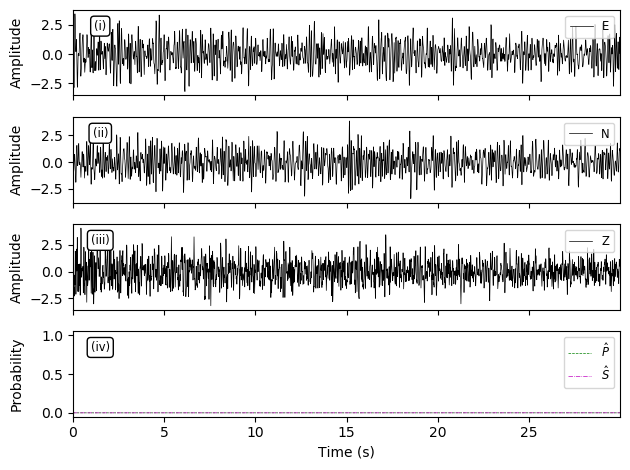 (i)
E
Amplitude
2.5
0.0
−2.5
(ii)
N
Amplitude
2.5
0.0
−2.5
(iii)
Z
Amplitude
2.5
0.0
−2.5
(iv)
P̂
Ŝ
Probability
1.0
0.5
0.0
0 5 10 15 20 25
Time (s)